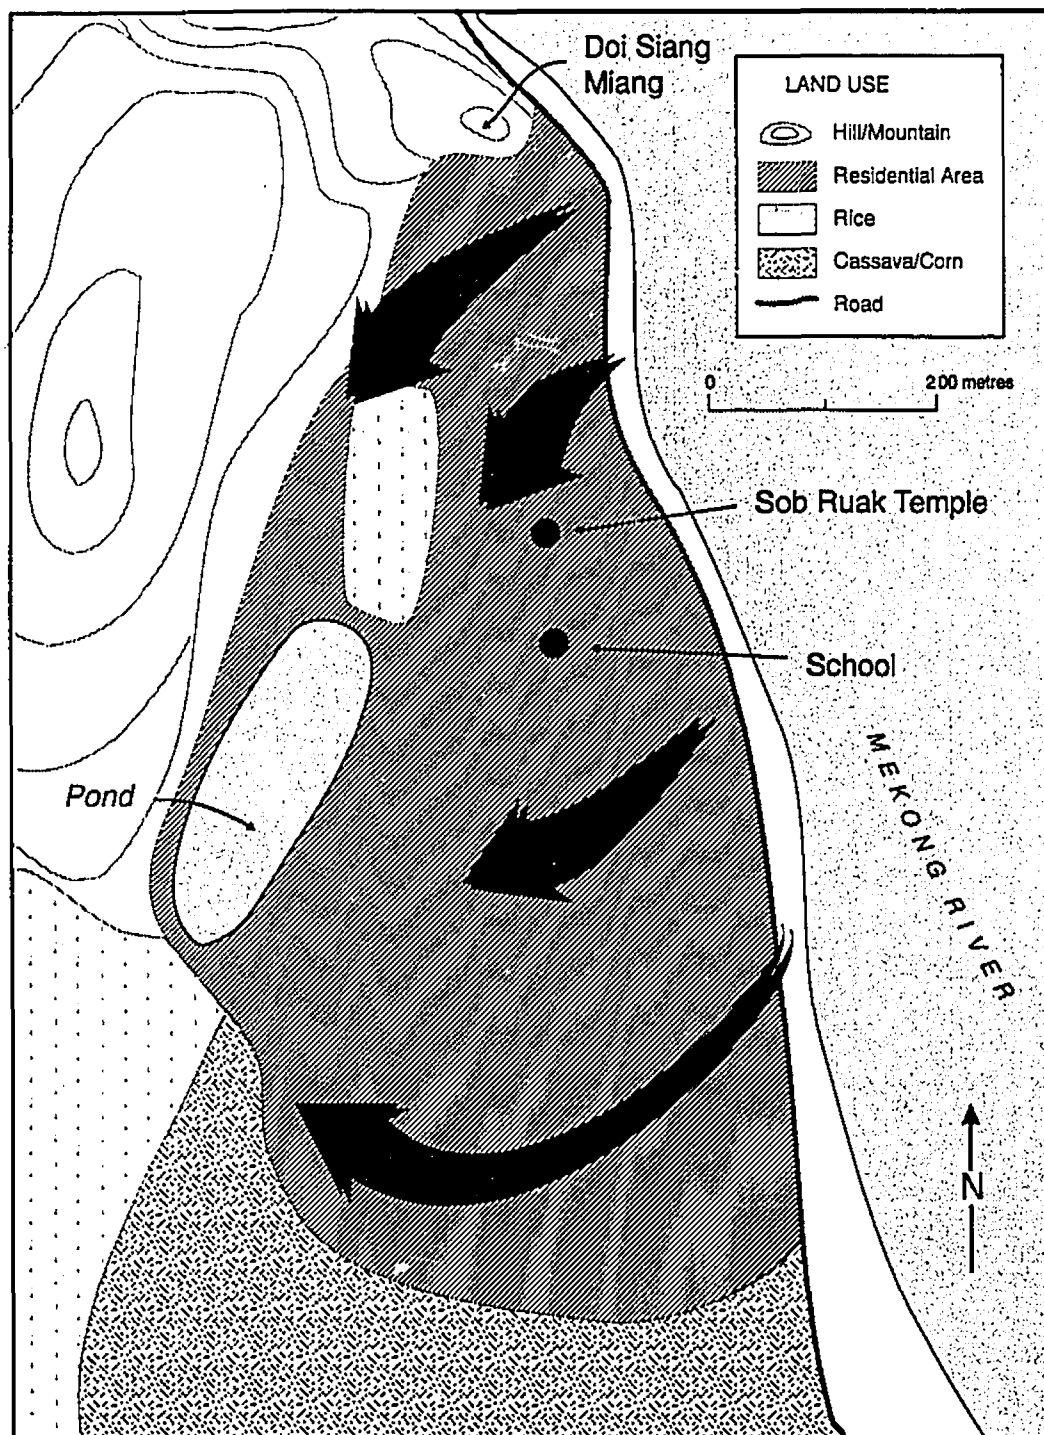 Doi Siang
Miang
LAND USE
Hill/Mountain
Residential Area
Rice
Cassava/Corn
Road
0 200 metres
Sob Ruak Temple
School
Pond
MEKONG RIVER
N